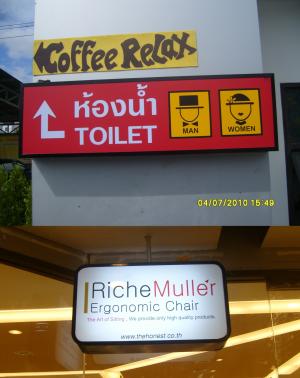 Coffee Relax
ห้องน้ำ
TOILET
MAN
WOMEN
04/07/2010 15:49
RicheMuller
Ergonomic Chair
The Art of Sitting , We provide only high quality products.
www.thehonest.co.th